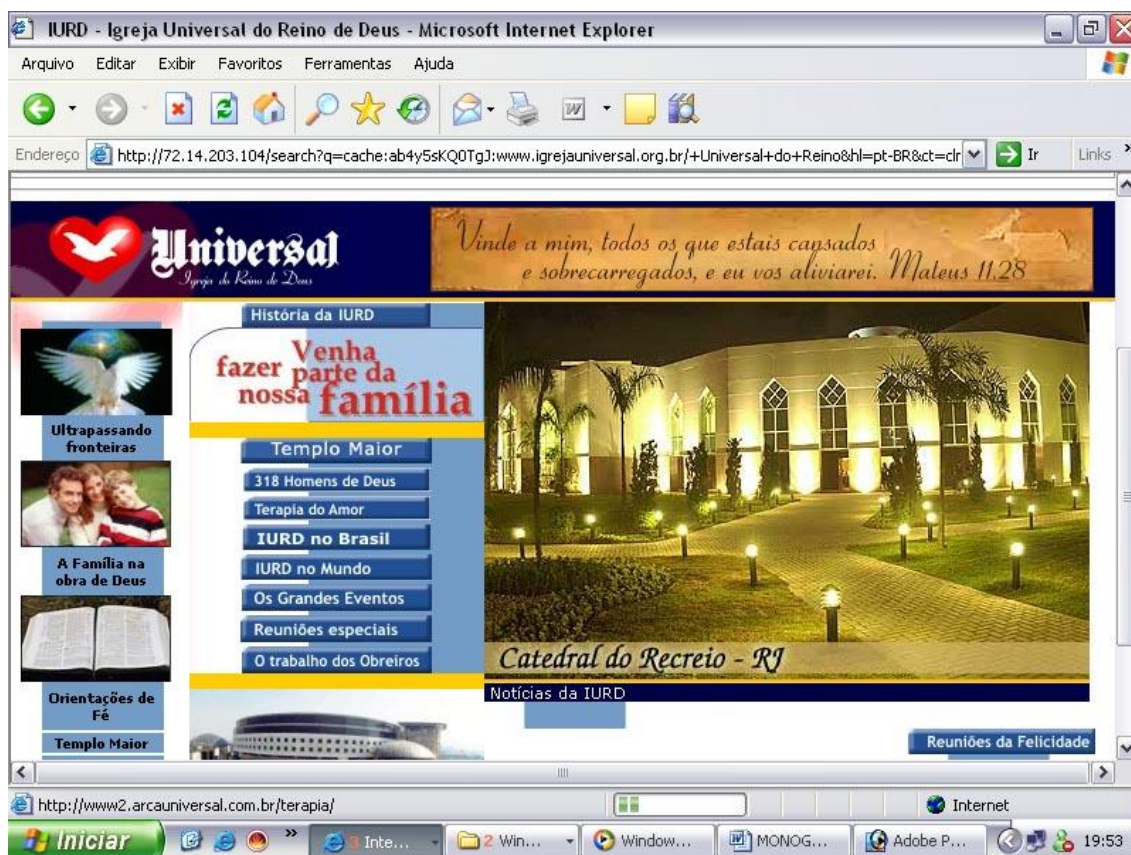 IURD - Igreja Universal do Reino de Deus - Microsoft Internet Explorer
Arquivo Editar Exibir Favoritos Ferramentas Ajuda
Endereço http://72.14.203.104/search?q=cache:ab4y5sKQ0TgJ:www.igrejauniversal.org.br/+Universal+do+Reino&hl=pt-BR&ct=clr Ir Links
Universal
Igreja do Reino de Deus
Vinde a mim, todos os que estais cansados
e sobrecarregados, e eu vos aliviarei. Mateus 11.28
Ultrapassando
fronteiras
A Família na
obra de Deus
Orientações de
Fé
Templo Maior
História da IURD
Venha
fazer parte da
nossa família
Templo Maior
318 Homens de Deus
Terapia do Amor
IURD no Brasil
IURD no Mundo
Os Grandes Eventos
Reuniões especiais
O trabalho dos Obreiros
Catedral do Recreio - RJ
Notícias da IURD
Reuniões da Felicidade
http://www2.arcauniversal.com.br/terapia/ Internet
Iniciar » 3 Inte... 2 Win... Window... MONOG... Adobe P... 19:53